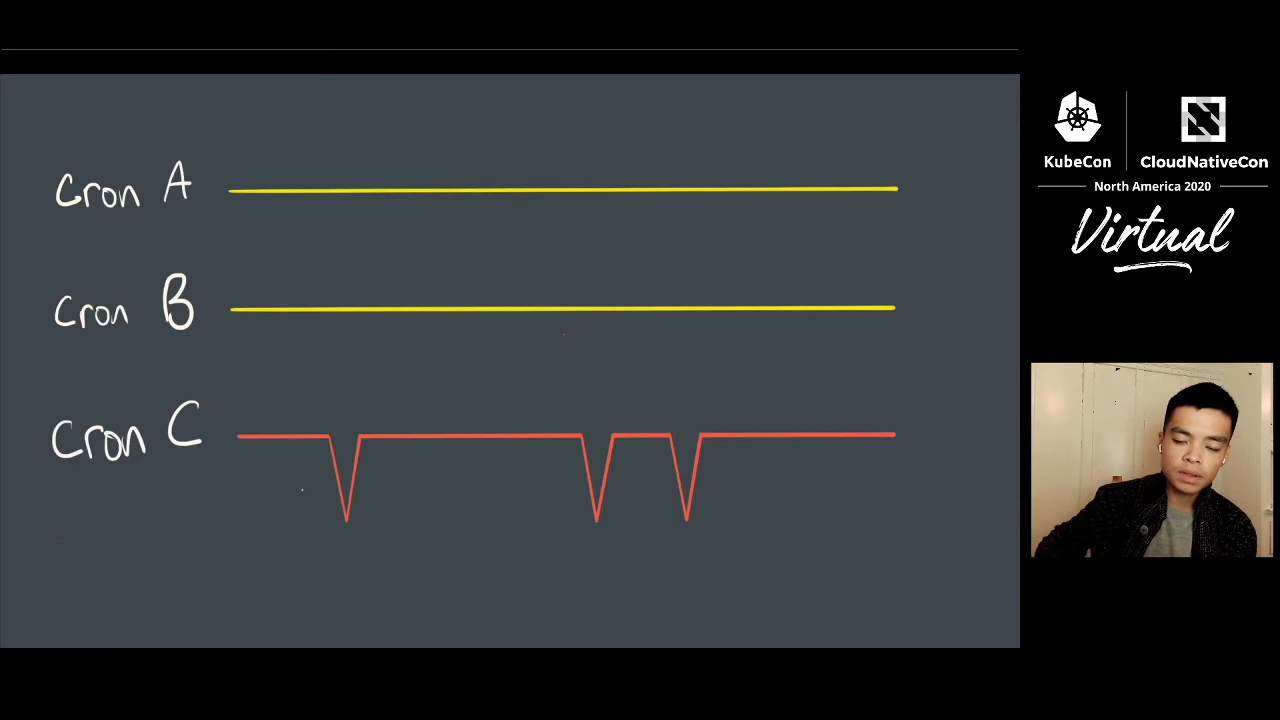 Cron A
Cron B
Cron C
KubeCon
CloudNativeCon
North America 2020
Virtual